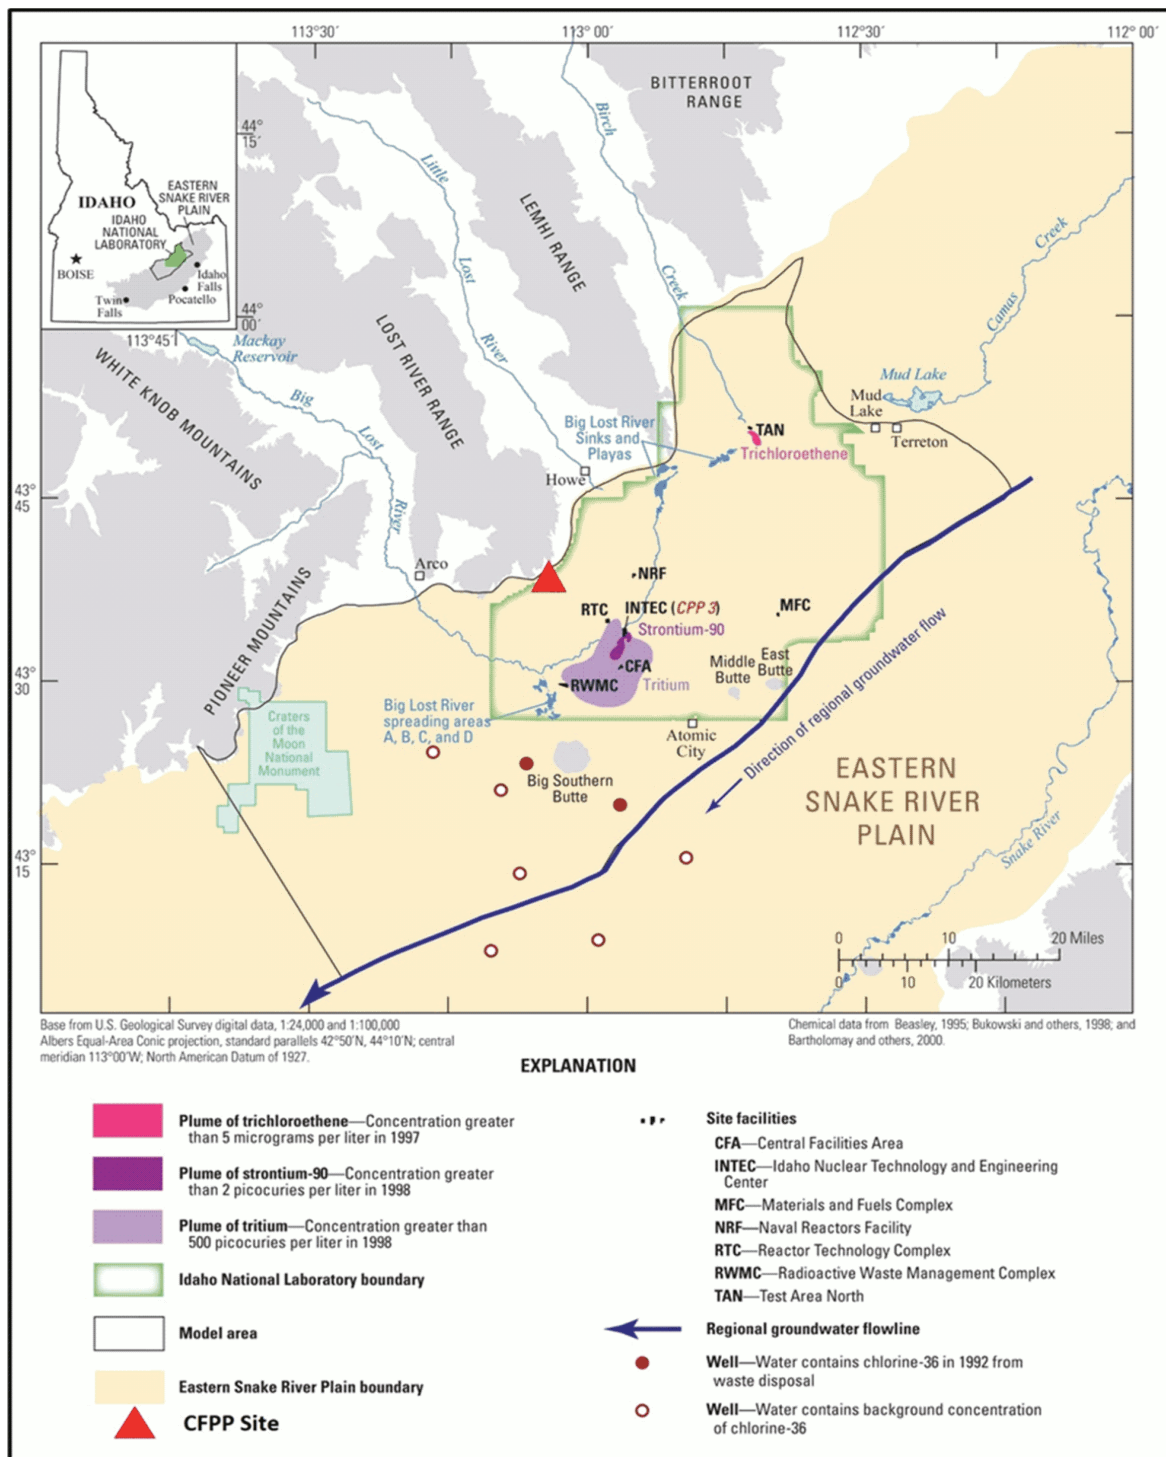 113°30′
113°00′
112°30′
112°00′
BITTERROOT
RANGE
Birch
44°
15′
Little
Creek
IDAHO
EASTERN
SNAKE RIVER
PLAIN
IDAHO
NATIONAL
LABORATORY
LEMHI RANGE
BOISE
Idaho
Falls
Twin
Falls
Pocatello
Lost
Creek
Camas
44°
00′
113°45′
Mackay
Reservoir
LOST RIVER RANGE
River
WHITE KNOB MOUNTAINS
Big
Mud Lake
Mud
Lake
Terreton
Lost
Big Lost River
Sinks and
Playas
TAN
Trichloroethene
Howe
43°
45
River
Arco
NRF
RTC
INTEC (CPP 3)
MFC
Strontium-90
PIONEER MOUNTAINS
CFA
Middle
Butte
East
Butte
43°
30
RWMC
Tritium
Direction of regional groundwater flow
Big Lost River
spreading areas
A, B, C, and D
Craters
of the
Moon
National
Monument
Atomic
City
Big Southern
Butte
EASTERN
SNAKE RIVER
PLAIN
43°
15′
Snake River
0 10 20 Miles
0 10 20 Kilometers
Base from U.S. Geological Survey digital data, 1:24,000 and 1:100,000
Albers Equal-Area Conic projection, standard parallels 42°50′N, 44°10′N; central
meridian 113°00′W; North American Datum of 1927.
Chemical data from Beasley, 1995; Bukowski and others, 1998; and
Bartholomay and others, 2000.
EXPLANATION
Plume of trichloroethene—Concentration greater
than 5 micrograms per liter in 1997
Plume of strontium-90—Concentration greater
than 2 picocuries per liter in 1998
Plume of tritium—Concentration greater than
500 picocuries per liter in 1998
Idaho National Laboratory boundary
Model area
Eastern Snake River Plain boundary
CFPP Site
Site facilities
CFA—Central Facilities Area
INTEC—Idaho Nuclear Technology and Engineering
Center
MFC—Materials and Fuels Complex
NRF—Naval Reactors Facility
RTC—Reactor Technology Complex
RWMC—Radioactive Waste Management Complex
TAN—Test Area North
Regional groundwater flowline
Well—Water contains chlorine-36 in 1992 from
waste disposal
Well—Water contains background concentration
of chlorine-36